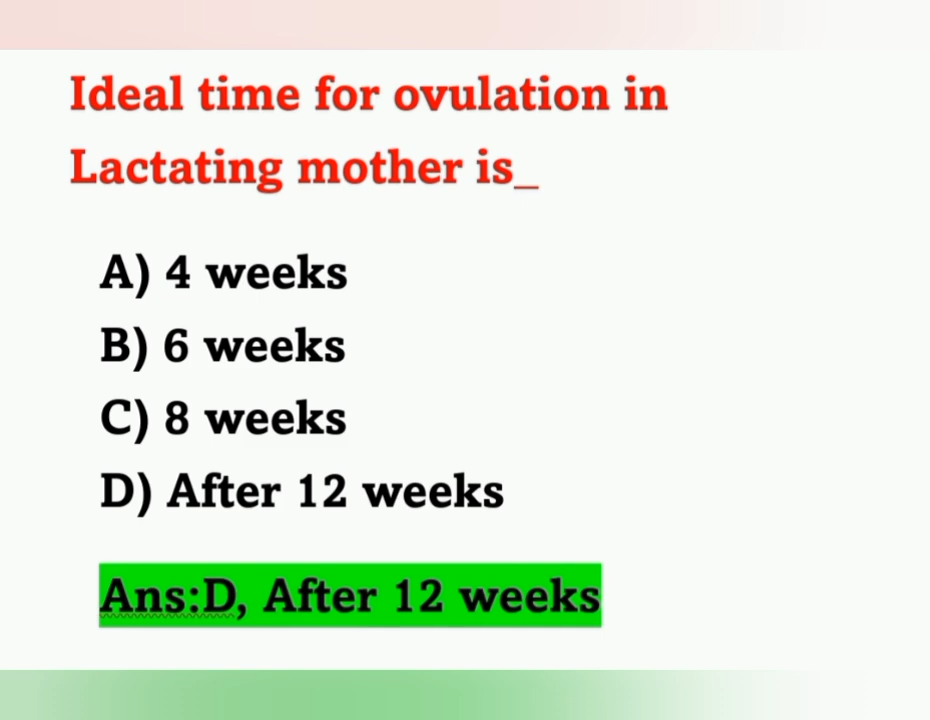 Ideal time for ovulation in
Lactating mother is_
A) 4 weeks
B) 6 weeks
C) 8 weeks
D) After 12 weeks
Ans:D, After 12 weeks